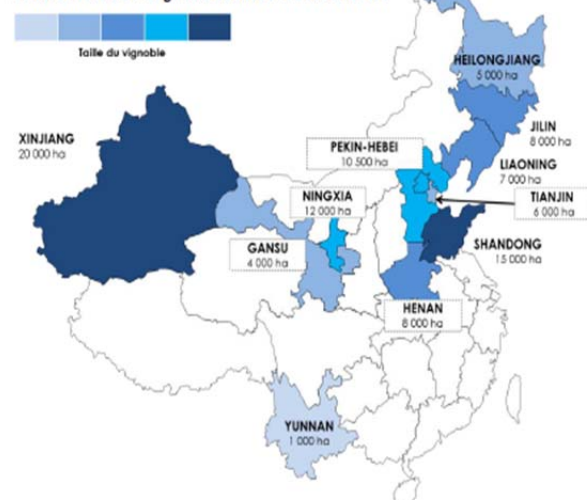 Taille du vignoble
HEILONGJIANG
5 000 ha
XINJIANG
20 000 ha
JILIN
8 000 ha
PEKIN-HEBEI
10 500 ha
LIAONING
7 000 ha
NINGXIA
12 000 ha
TIANJIN
6 000 ha
GANSU
4 000 ha
SHANDONG
15 000 ha
HENAN
8 000 ha
YUNNAN
1 000 ha